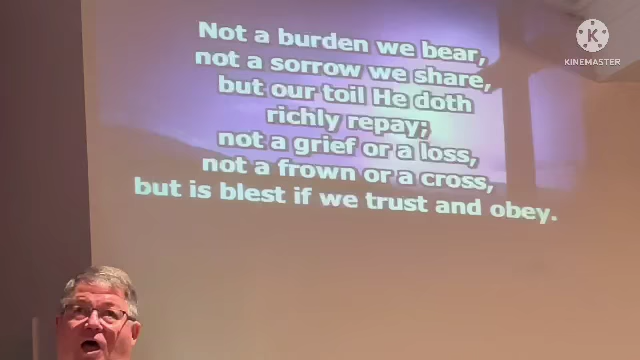 Not a burden we bear,
not a sorrow we share,
but our toil He doth
richly repay;
not a grief or a loss,
not a frown or a cross,
but is blest if we trust and obey.
K
KINEMASTER